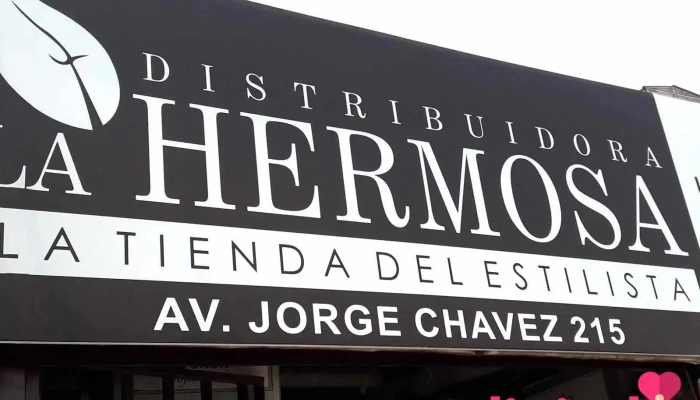 DISTRIBUIDORA
LA HERMOSA
LA TIENDA DEL ESTILISTA
AV. JORGE CHAVEZ 215